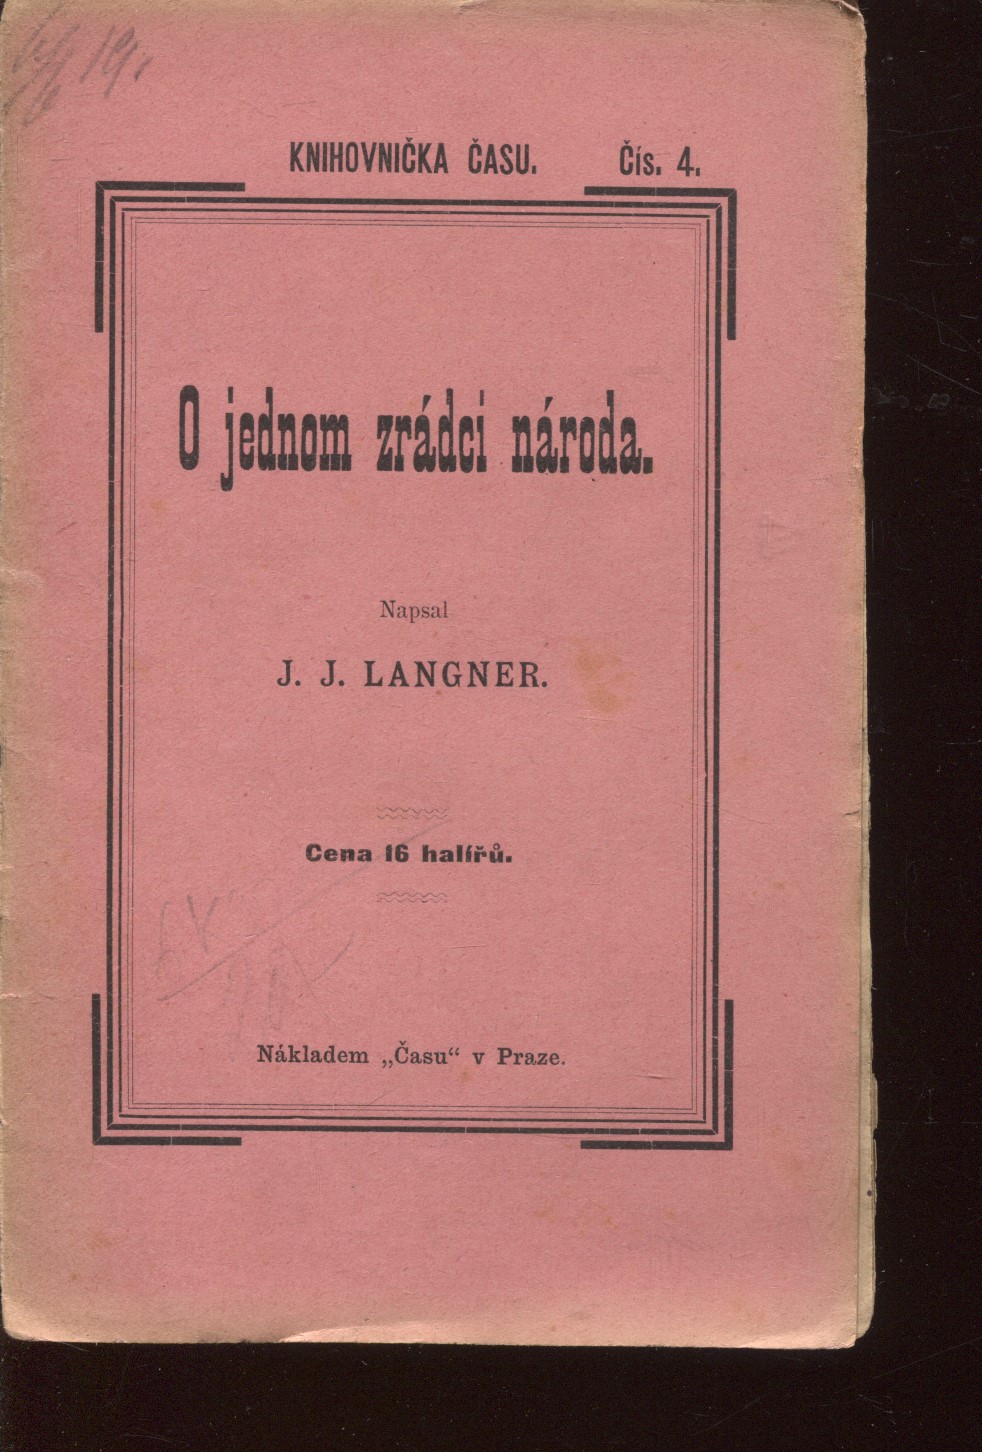 KNIHOVNIČKA ČASU. Čís. 4.
O jednom zrádci národa.
Napsal
J. J. LANGNER.
Cena 16 halířů.
Nákladem „Času“ v Praze.